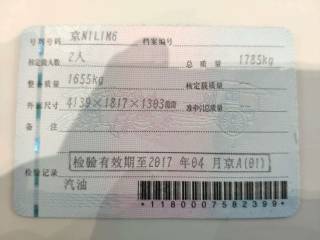 号牌号码 京N1LIM6 档案编号
核定载人数 2人 总质量 1785kg
整备质量 1655kg 核定载质量
外廓尺寸 4139×1817×1303mm 准牵引总质量
备注
检验有效期至2017年04月京A(01)
检验记录
汽油
*1180007582399*